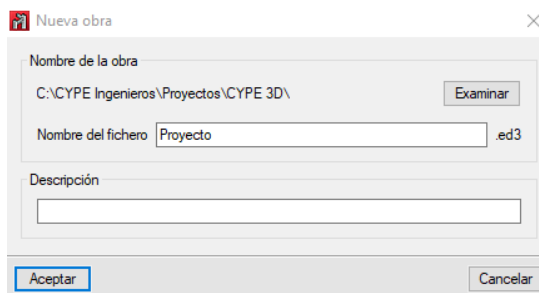 Nueva obra
Nombre de la obra
C:\CYPE Ingenieros\Proyectos\CYPE 3D\
Examinar
Nombre del fichero Proyecto .ed3
Descripción
Aceptar Cancelar